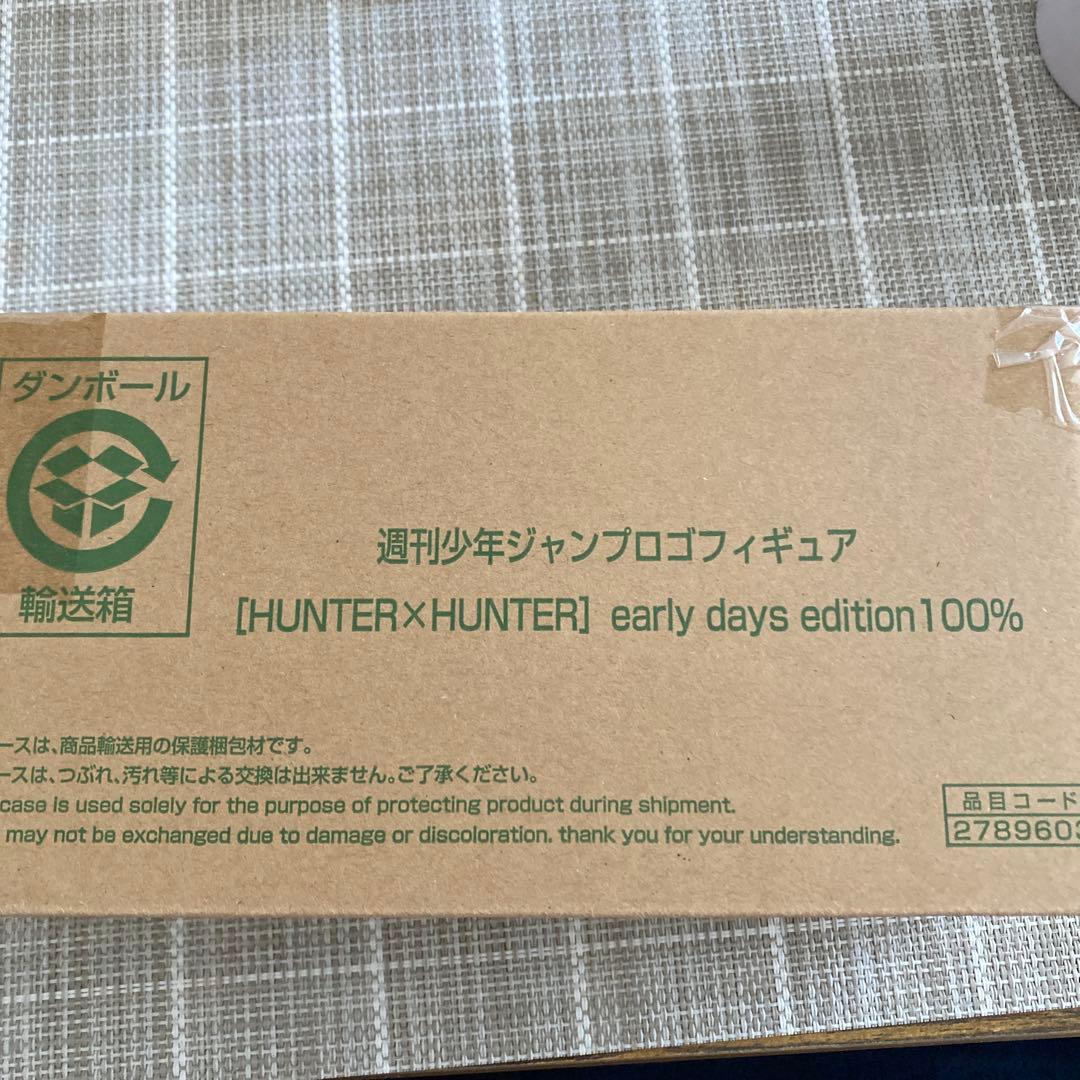 ダンボール
輸送箱
週刊少年ジャンプロゴフィギュア
[HUNTER×HUNTER] early days edition100%
ースは、商品輸送用の保護梱包材です。
ースは、つぶれ、汚れ等による交換は出来ません。ご了承ください。
case is used solely for the purpose of protecting product during shipment.
may not be exchanged due to damage or discoloration. thank you for your understanding.
品目コード
2789603